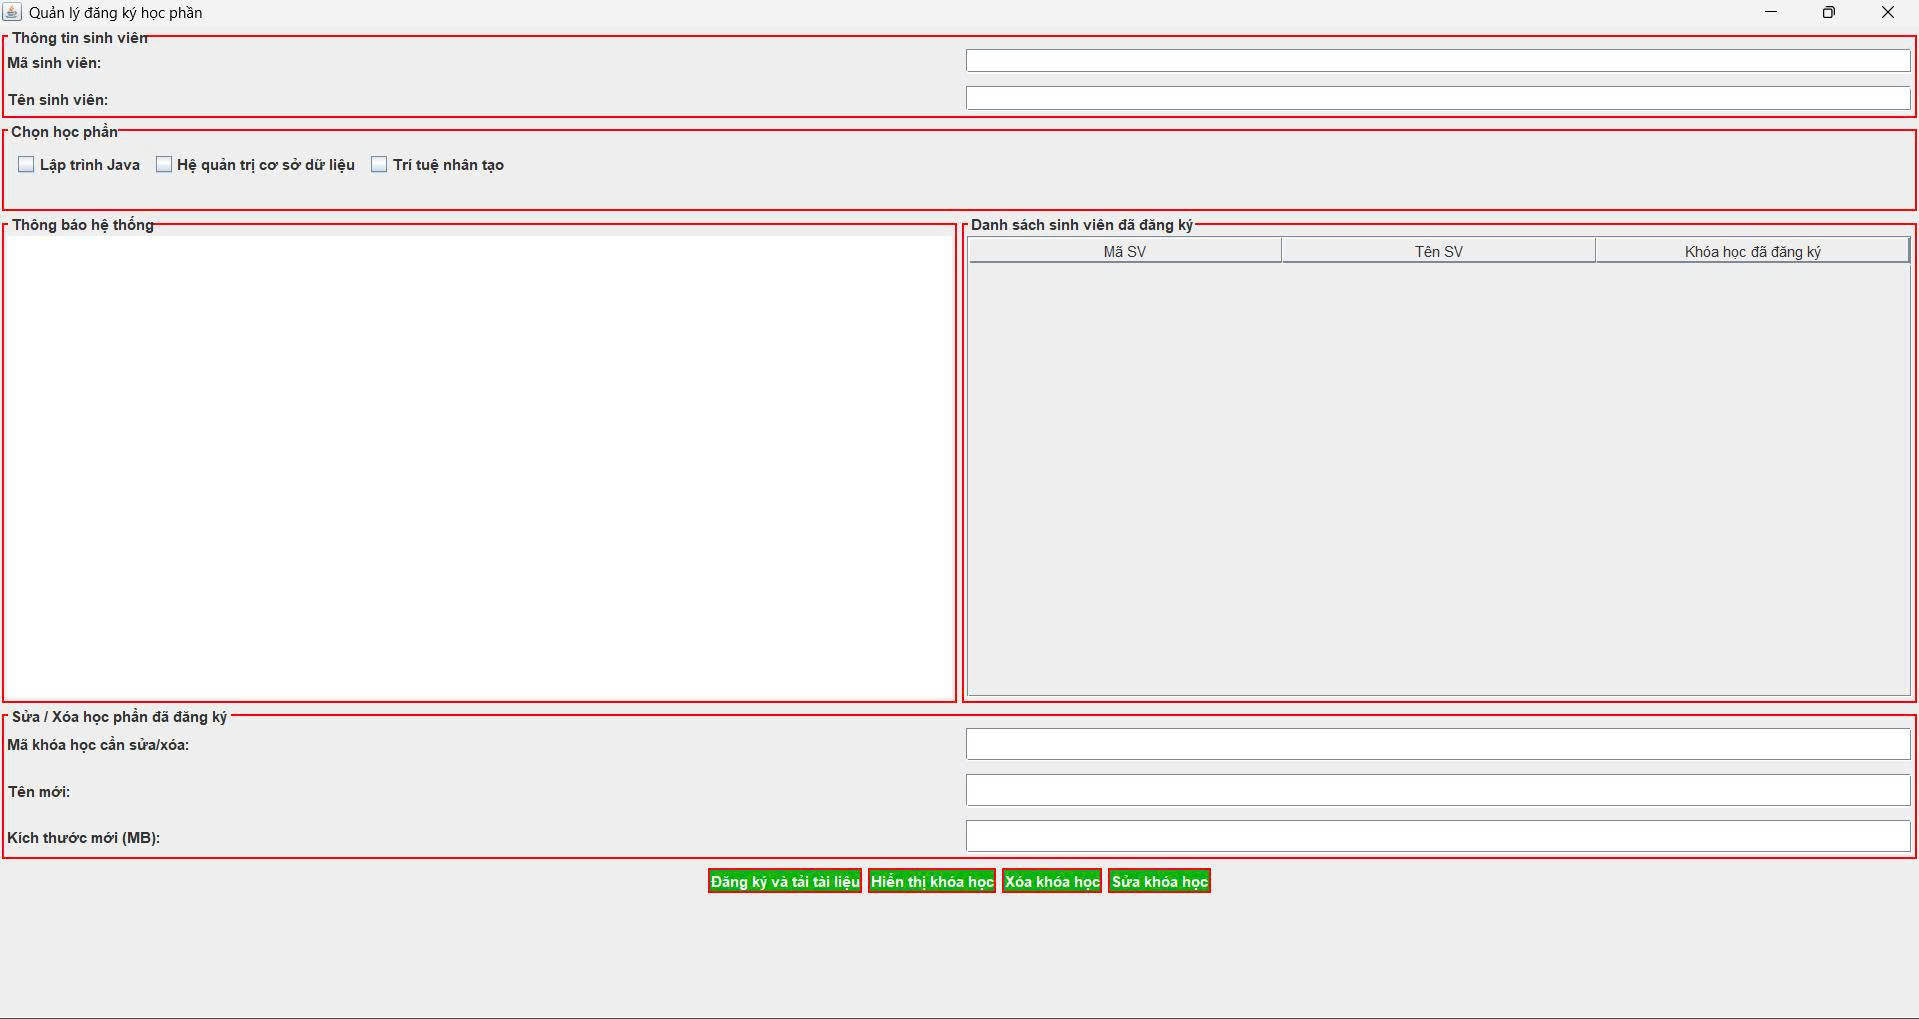 Quản lý đăng ký học phần
Thông tin sinh viên
Mã sinh viên:
Tên sinh viên:
Chọn học phần
Lập trình Java Hệ quản trị cơ sở dữ liệu Trí tuệ nhân tạo
Thông báo hệ thống
Danh sách sinh viên đã đăng ký
Mã SV Tên SV Khóa học đã đăng ký
Sửa / Xóa học phần đã đăng ký
Mã khóa học cần sửa/xóa:
Tên mới:
Kích thước mới (MB):
Đăng ký và tải tài liệu Hiển thị khóa học Xóa khóa học Sửa khóa học